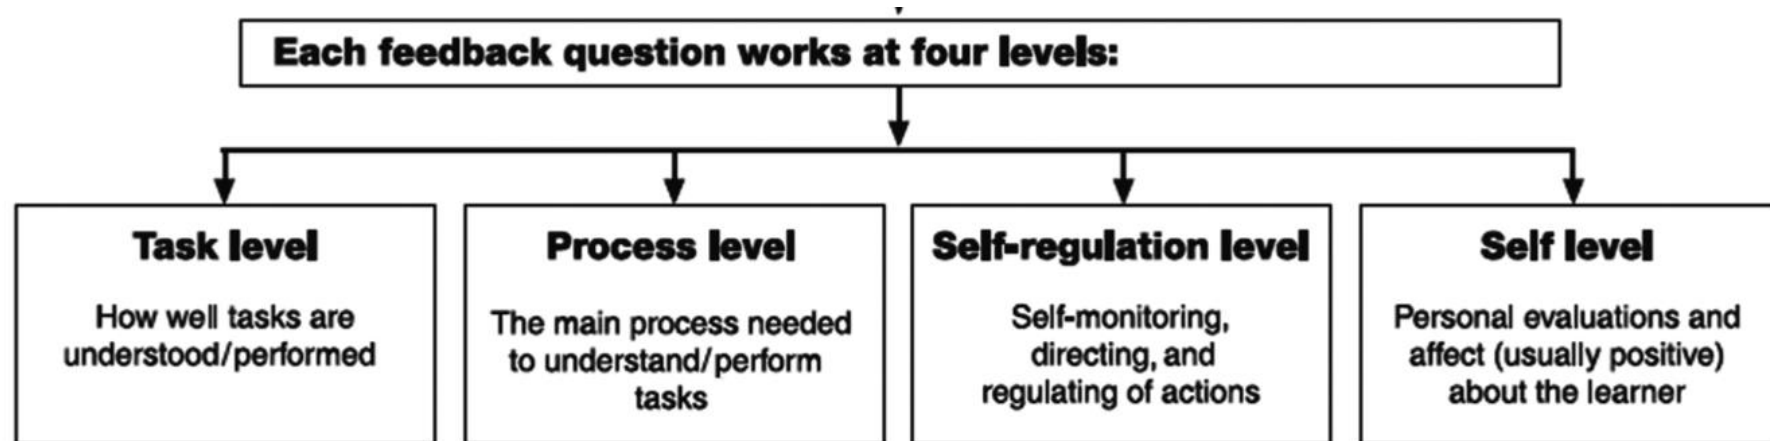 Each feedback question works at four levels:
Task level
How well tasks are
understood/performed
Process level
The main process needed
to understand/perform
tasks
Self-regulation level
Self-monitoring,
directing, and
regulating of actions
Self level
Personal evaluations and
affect (usually positive)
about the learner